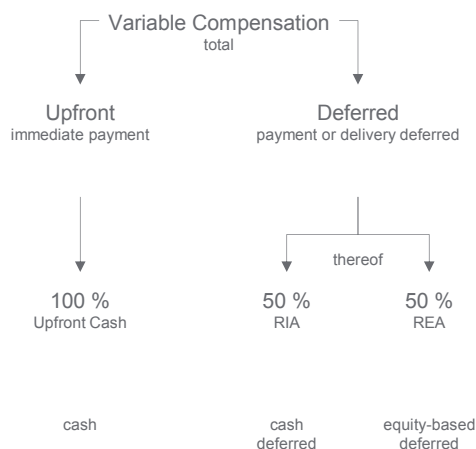 Variable Compensation
total
Upfront
immediate payment
Deferred
payment or delivery deferred
thereof
100 %
Upfront Cash
50 %
RIA
50 %
REA
cash
cash
deferred
equity-based
deferred